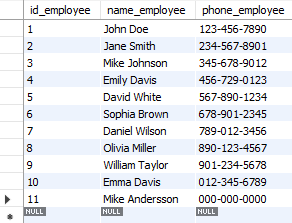 id_employee name_employee phone_employee
1 John Doe 123-456-7890
2 Jane Smith 234-567-8901
3 Mike Johnson 345-678-9012
4 Emily Davis 456-729-0123
5 David White 567-890-1234
6 Sophia Brown 678-901-2345
7 Daniel Wilson 789-012-3456
8 Olivia Miller 890-123-4567
9 William Taylor 901-234-5678
10 Emma Davis 012-345-6789
11 Mike Andersson 000-000-0000
NULL NULL NULL